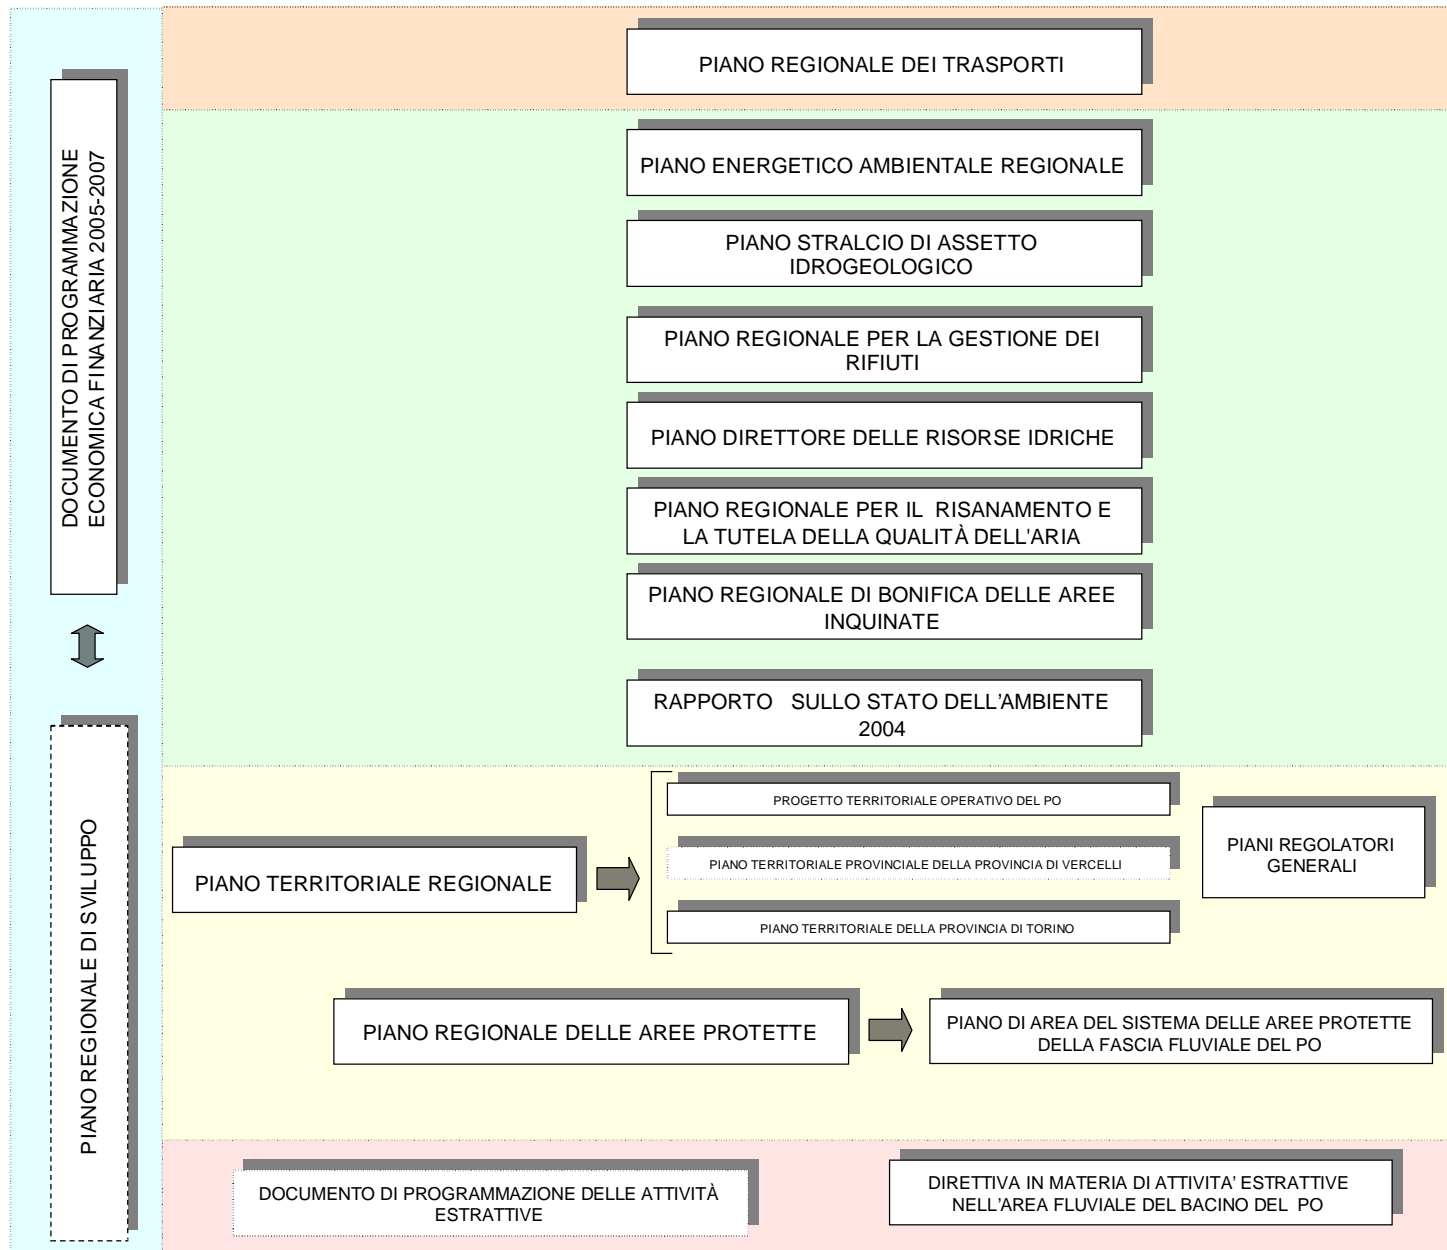 DOCUMENTO DI PROGRAMMAZIONE
ECONOMICA FINANZIARIA 2005-2007
PIANO REGIONALE DI SVILUPPO
PIANO REGIONALE DEI TRASPORTI
PIANO ENERGETICO AMBIENTALE REGIONALE
PIANO STRALCIO DI ASSETTO
IDROGEOLOGICO
PIANO REGIONALE PER LA GESTIONE DEI
RIFIUTI
PIANO DIRETTORE DELLE RISORSE IDRICHE
PIANO REGIONALE PER IL RISANAMENTO E
LA TUTELA DELLA QUALITÀ DELL'ARIA
PIANO REGIONALE DI BONIFICA DELLE AREE
INQUINATE
RAPPORTO SULLO STATO DELL’AMBIENTE
2004
PIANO TERRITORIALE REGIONALE
PROGETTO TERRITORIALE OPERATIVO DEL PO
PIANO TERRITORIALE PROVINCIALE DELLA PROVINCIA DI VERCELLI
PIANO TERRITORIALE DELLA PROVINCIA DI TORINO
PIANI REGOLATORI
GENERALI
PIANO REGIONALE DELLE AREE PROTETTE
PIANO DI AREA DEL SISTEMA DELLE AREE PROTETTE
DELLA FASCIA FLUVIALE DEL PO
DOCUMENTO DI PROGRAMMAZIONE DELLE ATTIVITÀ
ESTRATTIVE
DIRETTIVA IN MATERIA DI ATTIVITA’ ESTRATTIVE
NELL’AREA FLUVIALE DEL BACINO DEL PO